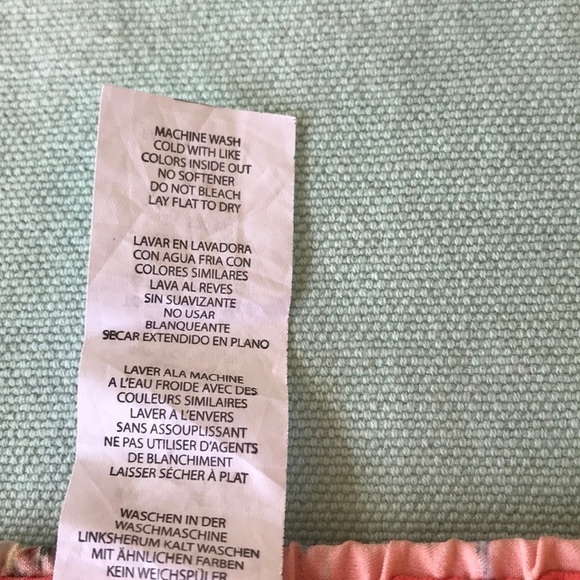 MACHINE WASH
COLD WITH LIKE
COLORS INSIDE OUT
NO SOFTENER
DO NOT BLEACH
LAY FLAT TO DRY
LAVAR EN LAVADORA
CON AGUA FRIA CON
COLORES SIMILARES
LAVA AL REVES
SIN SUAVIZANTE
NO USAR
BLANQUEANTE
SECAR EXTENDIDO EN PLANO
LAVER ALA MACHINE
A L'EAU FROIDE AVEC DES
COULEURS SIMILAIRES
LAVER À L'ENVERS
SANS ASSOUPLISSANT
NE PAS UTILISER D'AGENTS
DE BLANCHIMENT
LAISSER SÈCHER À PLAT
WASCHEN IN DER
WASCHMASCHINE
LINKSHERUM KALT WASCHEN
MIT ÄHNLICHEN FARBEN
KEIN WEICHSPÜLER